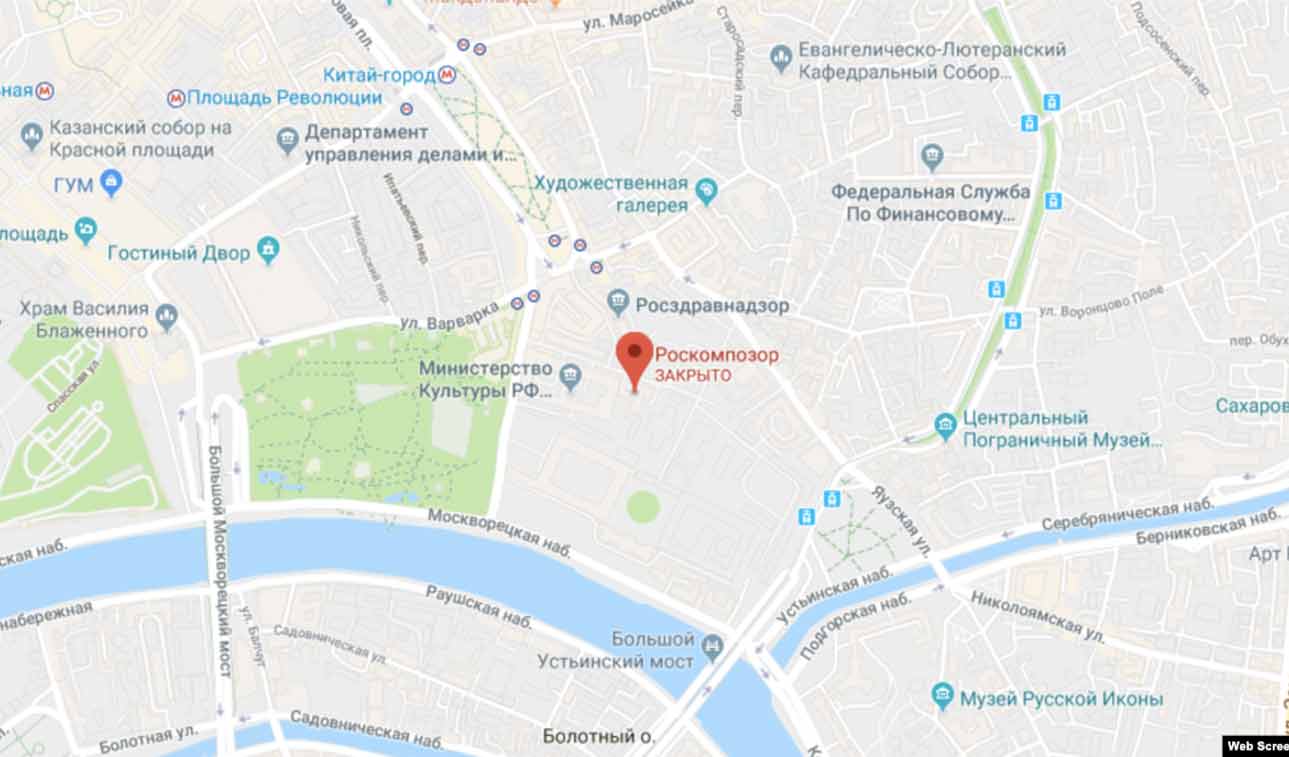 овая пл.
ул. Маросейка
Старосадский пер.
Подсосенский пер.
Евангелическо-Лютеранский
Кафедральный Собор...
Китай-город
ная
Площадь Революции
Казанский собор на
Красной площади
Департамент
управления делами и...
ГУМ
Ипатьевский пер.
Никольский пер.
Художественная
галерея
Федеральная Служба
По Финансовому...
лощадь
Гостиный Двор
Храм Василия
Блаженного
ул. Варварка
Росздравнадзор
ул. Воронцово Поле
пер. Обух
Спасская ул.
Министерство
Культуры РФ...
Роскомпозор
ЗАКРЫТО
Сахаров
Центральный
Пограничный Музей...
Большой Москворецкий мост
Москворецкая наб.
Яузская ул.
Серебряническая наб.
Берниковская наб.
ская наб.
Арт
набережная
Раушская наб.
Устьинская наб.
Подгорская наб.
Николоямская ул.
ул. Балчуг
Садовническая ул.
Большой
Устьинский мост
Музей Русской Иконы
Болотная ул.
Садовническая наб.
Болотный о.
Web Scree